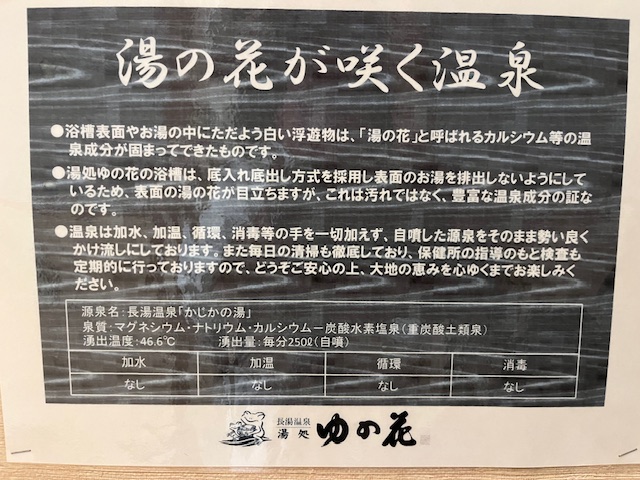 湯の花が咲く温泉
●浴槽表面やお湯の中にただよう白い浮遊物は、「湯の花」と呼ばれるカルシウム等の温
泉成分が固まってできたものです。
●湯処ゆの花の浴槽は、底入れ底出し方式を採用し表面のお湯を排出しないようにして
いるため、表面の湯の花が目立ちますが、これは汚れではなく、豊富な温泉成分の証な
のです。
●温泉は加水、加温、循環、消毒等の手を一切加えず、自噴した源泉をそのまま勢い良く
かけ流しにしております。また毎日の清掃も徹底しており、保健所の指導のもと検査も
定期的に行っておりますので、どうぞご安心の上、大地の恵みを心ゆくまでお楽しみく
ださい。
源泉名：長湯温泉「かじかの湯」
泉質：マグネシウム・ナトリウム・カルシウムー炭酸水素塩泉（重炭酸土類泉）
湧出温度：46.6℃ 湧出量：毎分250ℓ（自噴）
加水 加温 循環 消毒
なし なし なし なし
長湯温泉
湯処 ゆの花